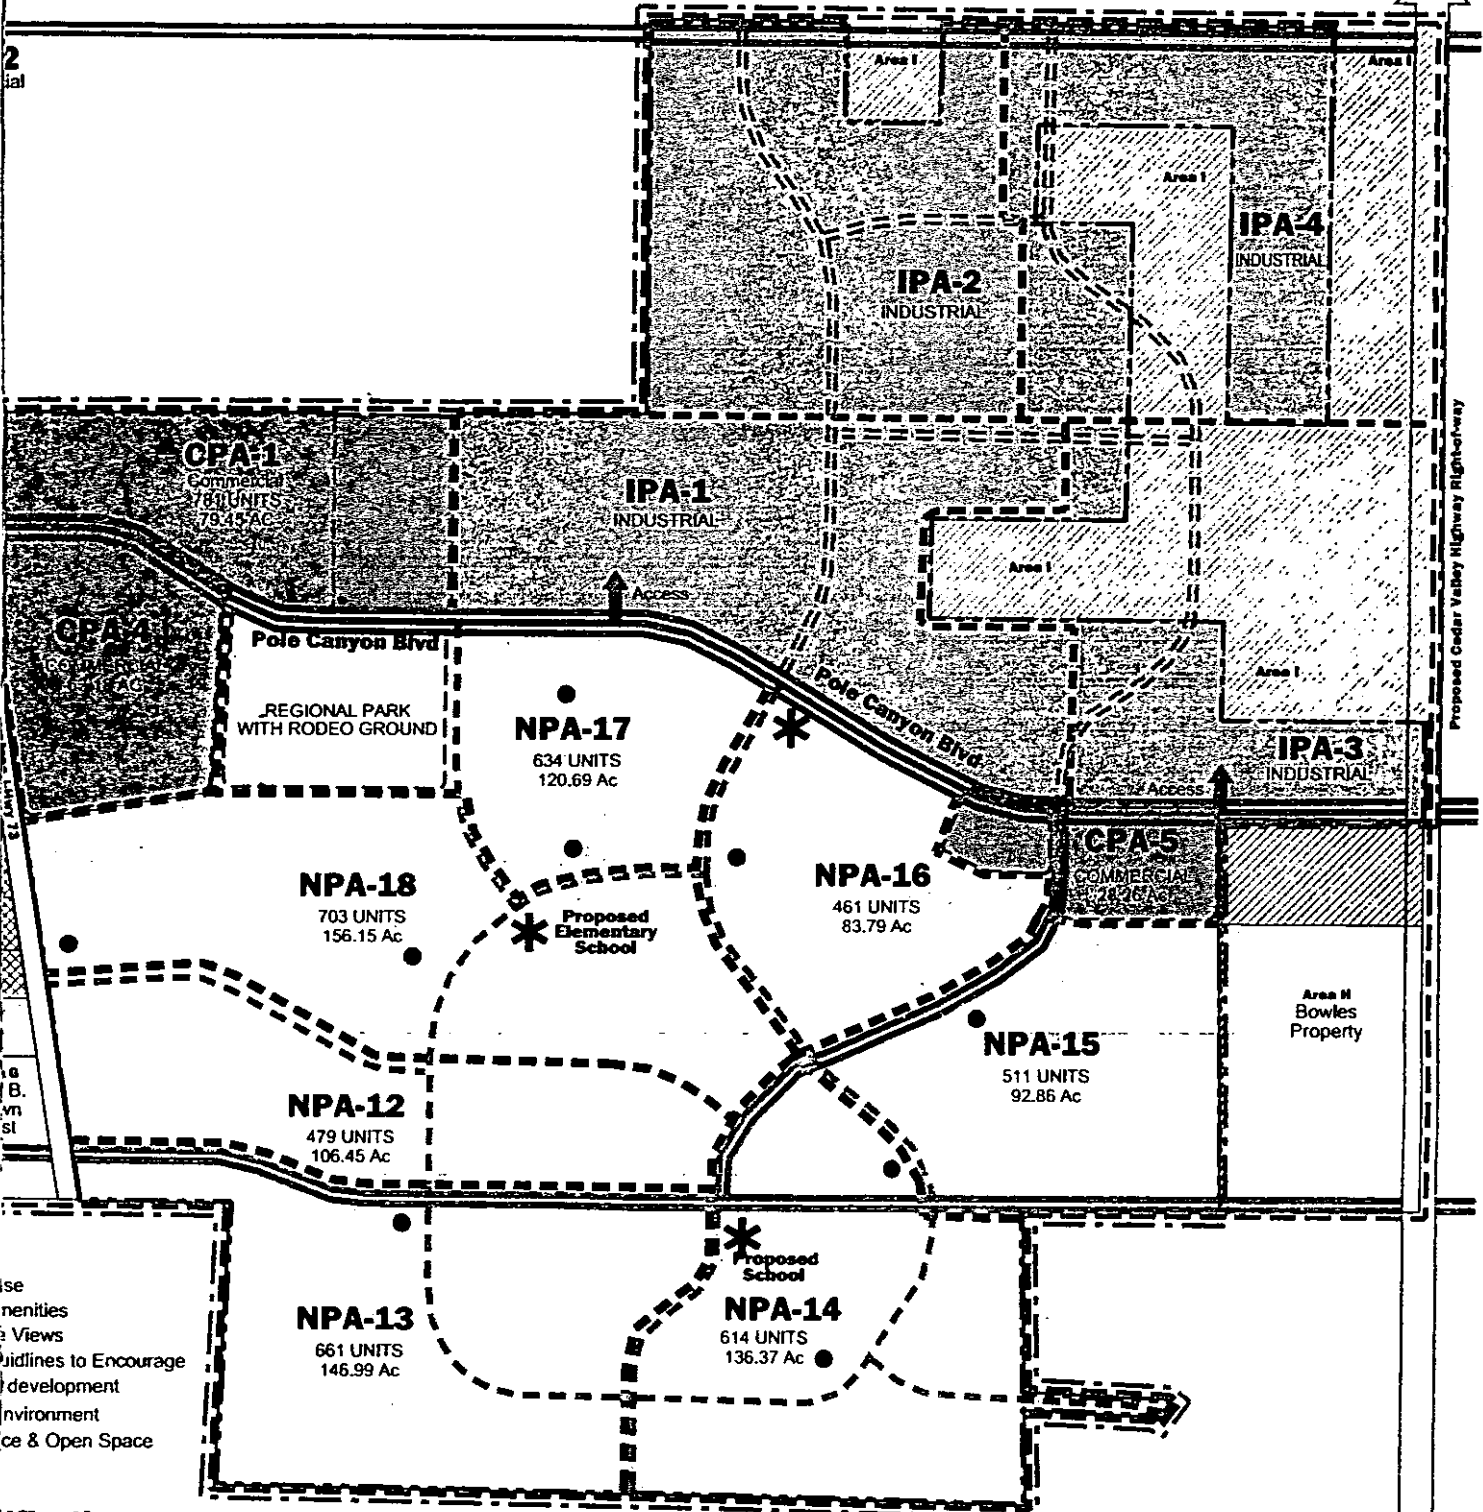 2
ial
Area I
Area I
Area I
IPA-4
INDUSTRIAL
IPA-2
INDUSTRIAL
CPA-1
Commercial
781 UNITS
79.45 AC
IPA-1
INDUSTRIAL
Proposed Cedar Valley Highway Right-of-way
Area I
Access
CPA-4
COMMERCIAL
AC
Pole Canyon Blvd
REGIONAL PARK
WITH RODEO GROUND
Pole Canyon Blvd
Area I
NPA-17
634 UNITS
120.69 Ac
IPA-3
INDUSTRIAL
Access
CPA-5
COMMERCIAL
NPA-16
461 UNITS
83.79 Ac
NPA-18
703 UNITS
156.15 Ac
Proposed
Elementary
School
Area H
Bowles
Property
NPA-15
511 UNITS
92.86 Ac
G
B.
wn
st
NPA-12
479 UNITS
106.45 Ac
Proposed
School
NPA-13
661 UNITS
146.99 Ac
NPA-14
614 UNITS
136.37 Ac
se
nenities
e Views
uidlines to Encourage
development
nvironment
ce & Open Space